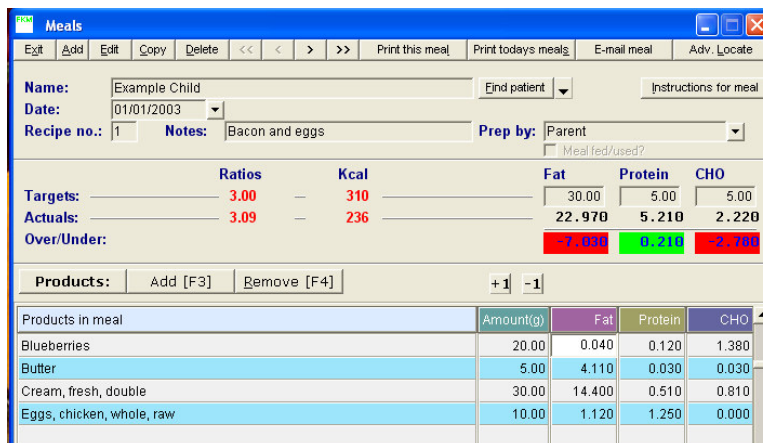 FKM Meals
Exit Add Edit Copy Delete << < > >> Print this meal Print todays meals E-mail meal Adv. Locate
Name: Example Child Find patient Instructions for meal
Date: 01/01/2003
Recipe no.: 1 Notes: Bacon and eggs Prep by: Parent
Meal fed/used?
Ratios Kcal Fat Protein CHO
Targets: 3.00 310 30.00 5.00 5.00
Actuals: 3.09 236 22.970 5.210 2.220
Over/Under: -7.030 0.210 -2.780
Products: Add [F3] Remove [F4] +1 -1
Products in meal Amount(g) Fat Protein CHO
Blueberries 20.00 0.040 0.120 1.380
Butter 5.00 4.110 0.030 0.030
Cream, fresh, double 30.00 14.400 0.510 0.810
Eggs, chicken, whole, raw 10.00 1.120 1.250 0.000